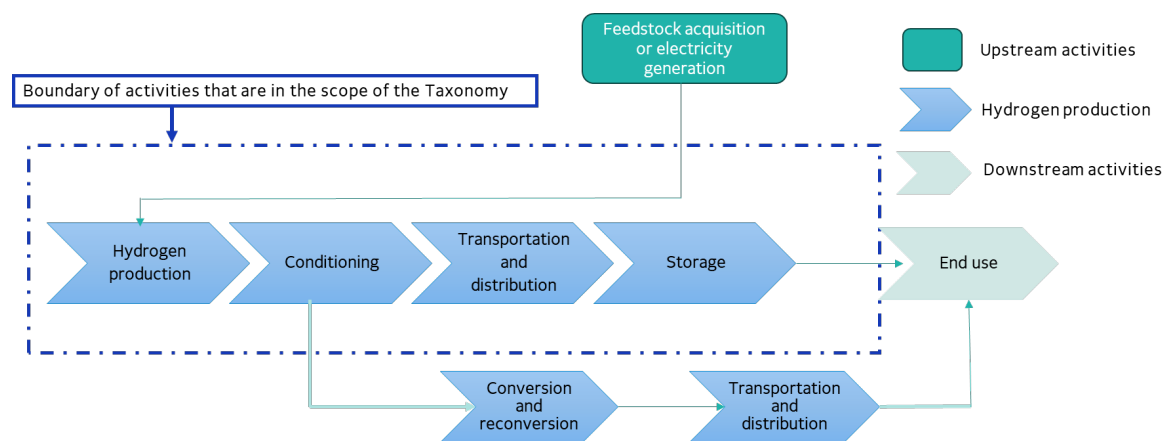 Feedstock acquisition
or electricity
generation
Upstream activities
Boundary of activities that are in the scope of the Taxonomy
Hydrogen production
Downstream activities
Hydrogen
production
Conditioning
Transportation
and
distribution
Storage
End use
Conversion
and
reconversion
Transportation
and
distribution